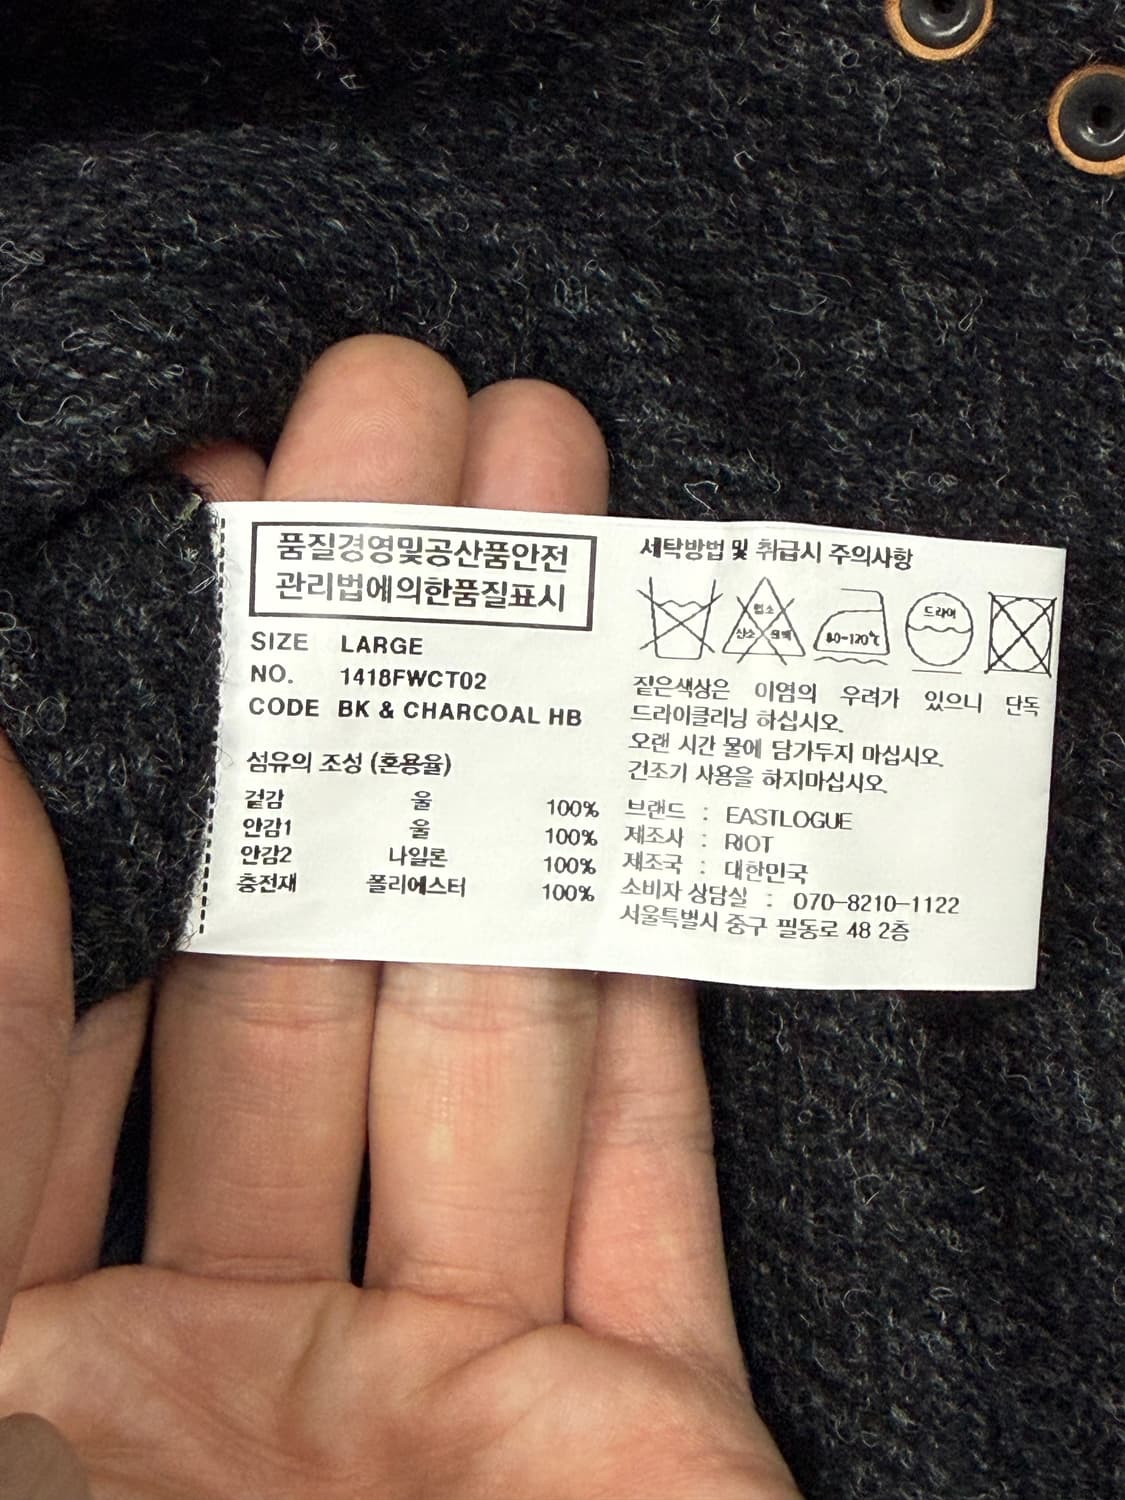 품질경영및공산품안전
관리법에의한품질표시
SIZE LARGE
NO. 1418FWCT02
CODE BK & CHARCOAL HB
섬유의 조성 (혼용율)
겉감 울 100%
안감1 울 100%
안감2 나일론 100%
충전재 폴리에스터 100%
세탁방법 및 취급시 주의사항
염소
산소 표백
80-120℃
드라이
짙은색상은 이염의 우려가 있으니 단독
드라이클리닝 하십시오.
오랜 시간 물에 담가두지 마십시오.
건조기 사용을 하지마십시오.
브랜드 : EASTLOGUE
제조사 : RIOT
제조국 : 대한민국
소비자 상담실 : 070-8210-1122
서울특별시 중구 필동로 48 2층